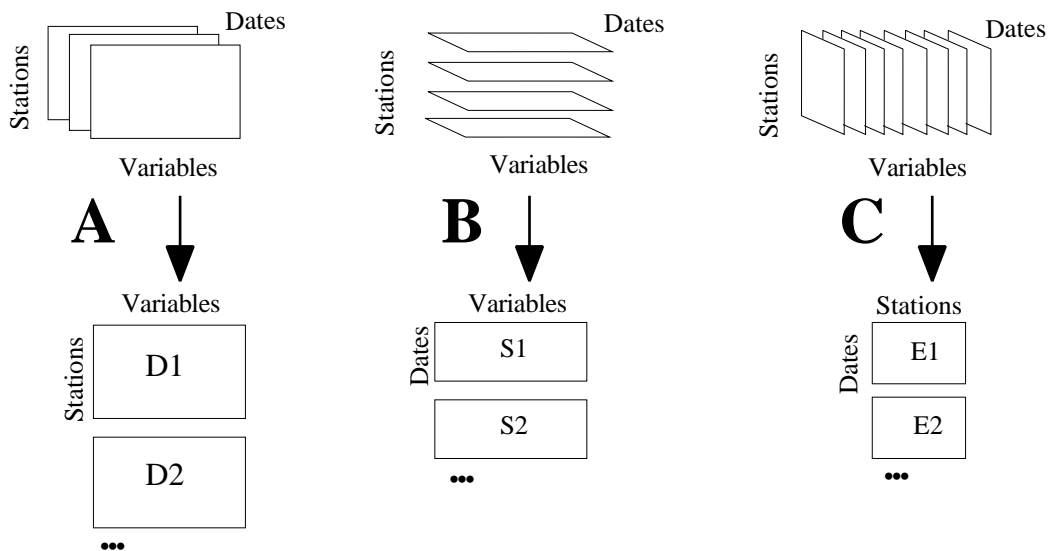 Dates
Stations
Variables
A
Variables
Stations
D1
D2
•••
Dates
Stations
Variables
B
Variables
Dates
S1
S2
•••
Dates
Stations
Variables
C
Stations
Dates
E1
E2
•••